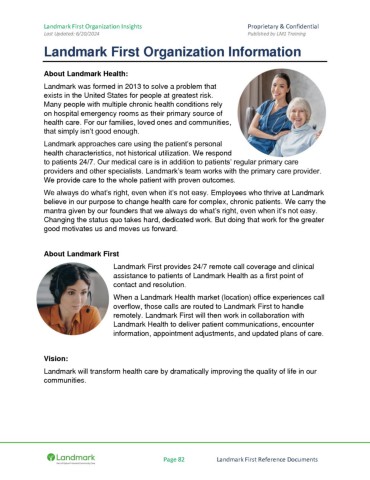 Landmark First Organization Insights Proprietary & Confidential
Last Updated: 6/20/2024 Published by LMS Training
Landmark First Organization Information
About Landmark Health:
Landmark was formed in 2013 to solve a problem that
exists in the United States for people at greatest risk.
Many people with multiple chronic health conditions rely
on hospital emergency rooms as their primary source of
health care. For our families, loved ones and communities,
that simply isn't good enough.
Landmark approaches care using the patient's personal
health characteristics, not historical utilization. We respond
to patients 24/7. Our medical care is in addition to patients' regular primary care
providers and other specialists. Landmark's team works with the primary care provider.
We provide care to the whole patient with proven outcomes.
We always do what's right, even when it's not easy. Employees who thrive at Landmark
believe in our purpose to change health care for complex, chronic patients. We carry the
mantra given by our founders that we always do what's right, even when it's not easy.
Changing the status quo takes hard, dedicated work. But doing that work for the greater
good motivates us and moves us forward.
About Landmark First
Landmark First provides 24/7 remote call coverage and clinical
assistance to patients of Landmark Health as a first point of
contact and resolution.
When a Landmark Health market (location) office experiences call
overflow, those calls are routed to Landmark First to handle
remotely. Landmark First will then work in collaboration with
Landmark Health to deliver patient communications, encounter
information, appointment adjustments, and updated plans of care.
Vision:
Landmark will transform health care by dramatically improving the quality of life in our
communities.
Landmark
Page 82 Landmark First Reference Documents